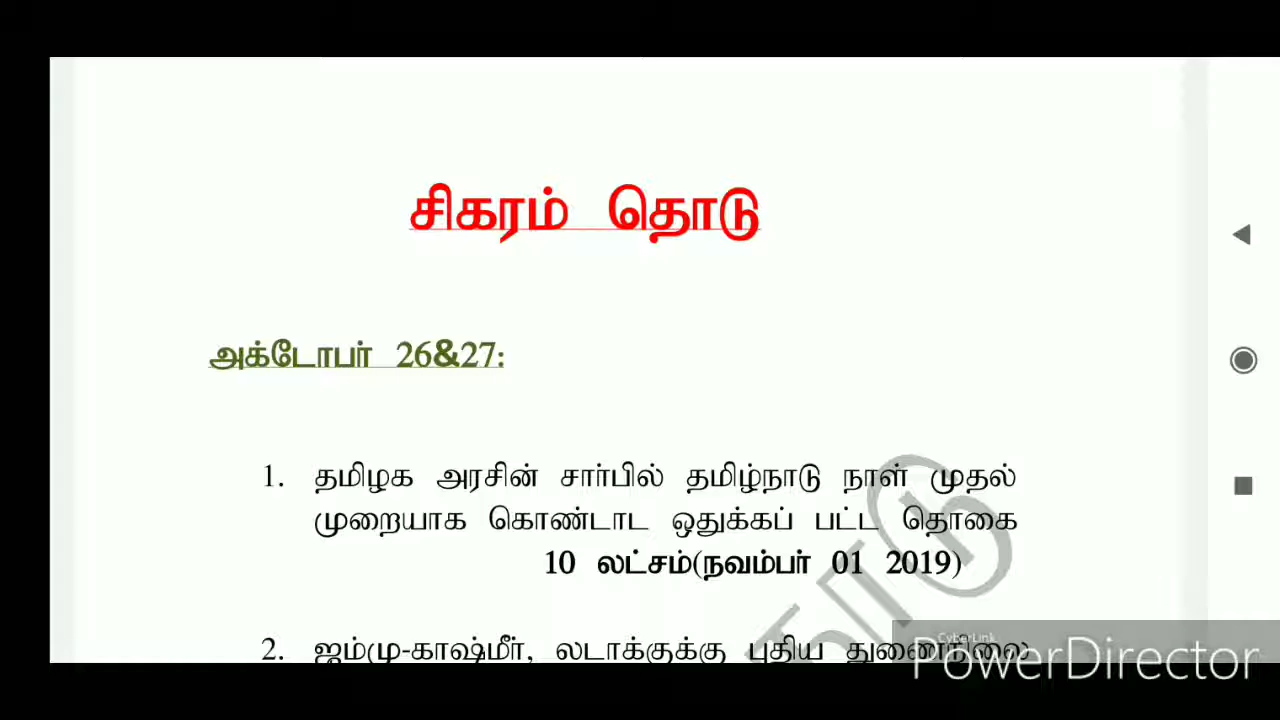 சிகரம் தொடு
அக்டோபர் 26&27:
1. தமிழக அரசின் சார்பில் தமிழ்நாடு நாள் முதல்
முறையாக கொண்டாட ஒதுக்கப் பட்ட தொகை
10 லட்சம்(நவம்பர் 01 2019)
2. ஜம்மு-காஷ்மீர், லடாக்குக்கு புதிய துணைநிலை
CyberLink
PowerDirector